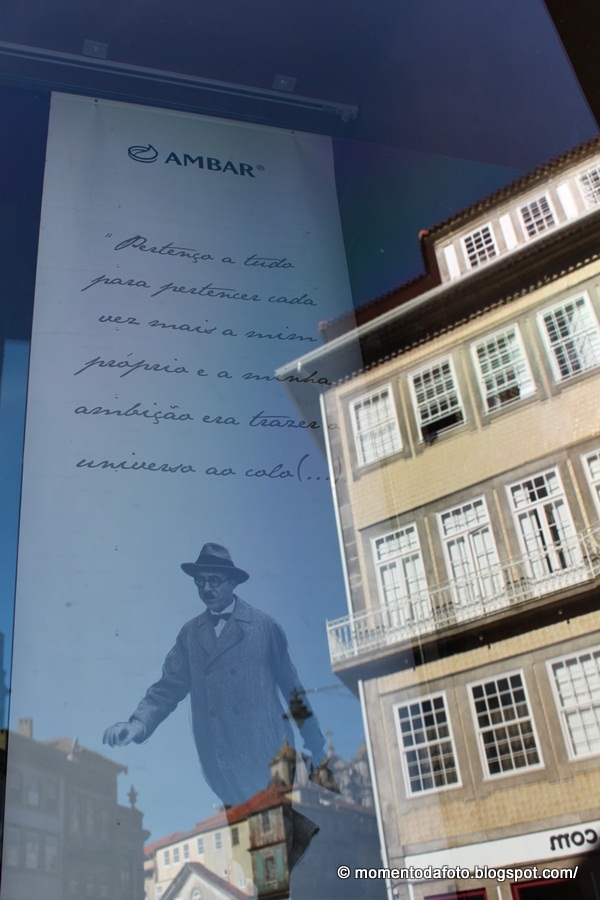 AMBAR®
"Pertenço a tudo
para pertencer cada
vez mais a mim
próprio e a minha
ambição era trazer o
universo ao colo(...)
.com
© momentodafoto.blogspot.com/